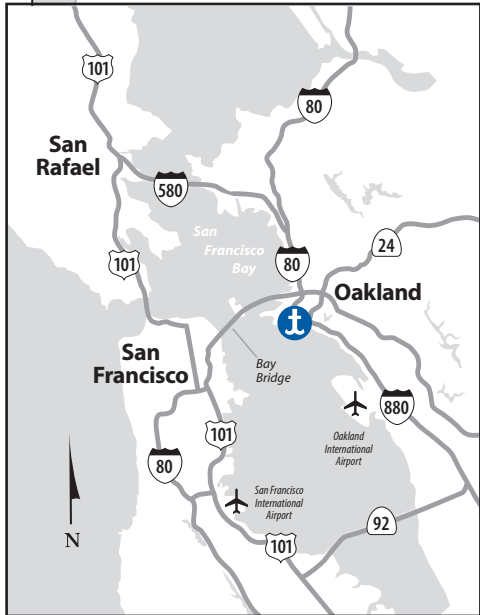 101
80
San
Rafael
580
San
Francisco
Bay
101
80
24
Oakland
San
Francisco
Bay
Bridge
880
101
Oakland
International
Airport
80
San Francisco
International
Airport
92
101
N